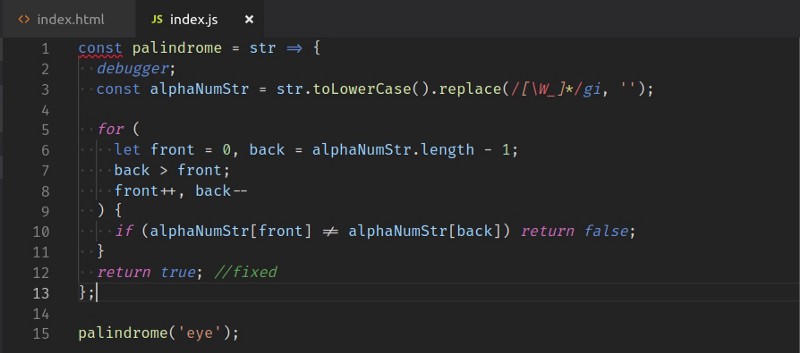 index.html
JS index.js ×
1 const palindrome = str ⇒ {
2   debugger;
3   const alphaNumStr = str.toLowerCase().replace(/[\W_]*/gi, '');
4
5   for (
6     let front = 0, back = alphaNumStr.length - 1;
7     back > front;
8     front++, back--
9   ) {
10     if (alphaNumStr[front] ≠ alphaNumStr[back]) return false;
11   }
12   return true; //fixed
13 };
14
15 palindrome('eye');